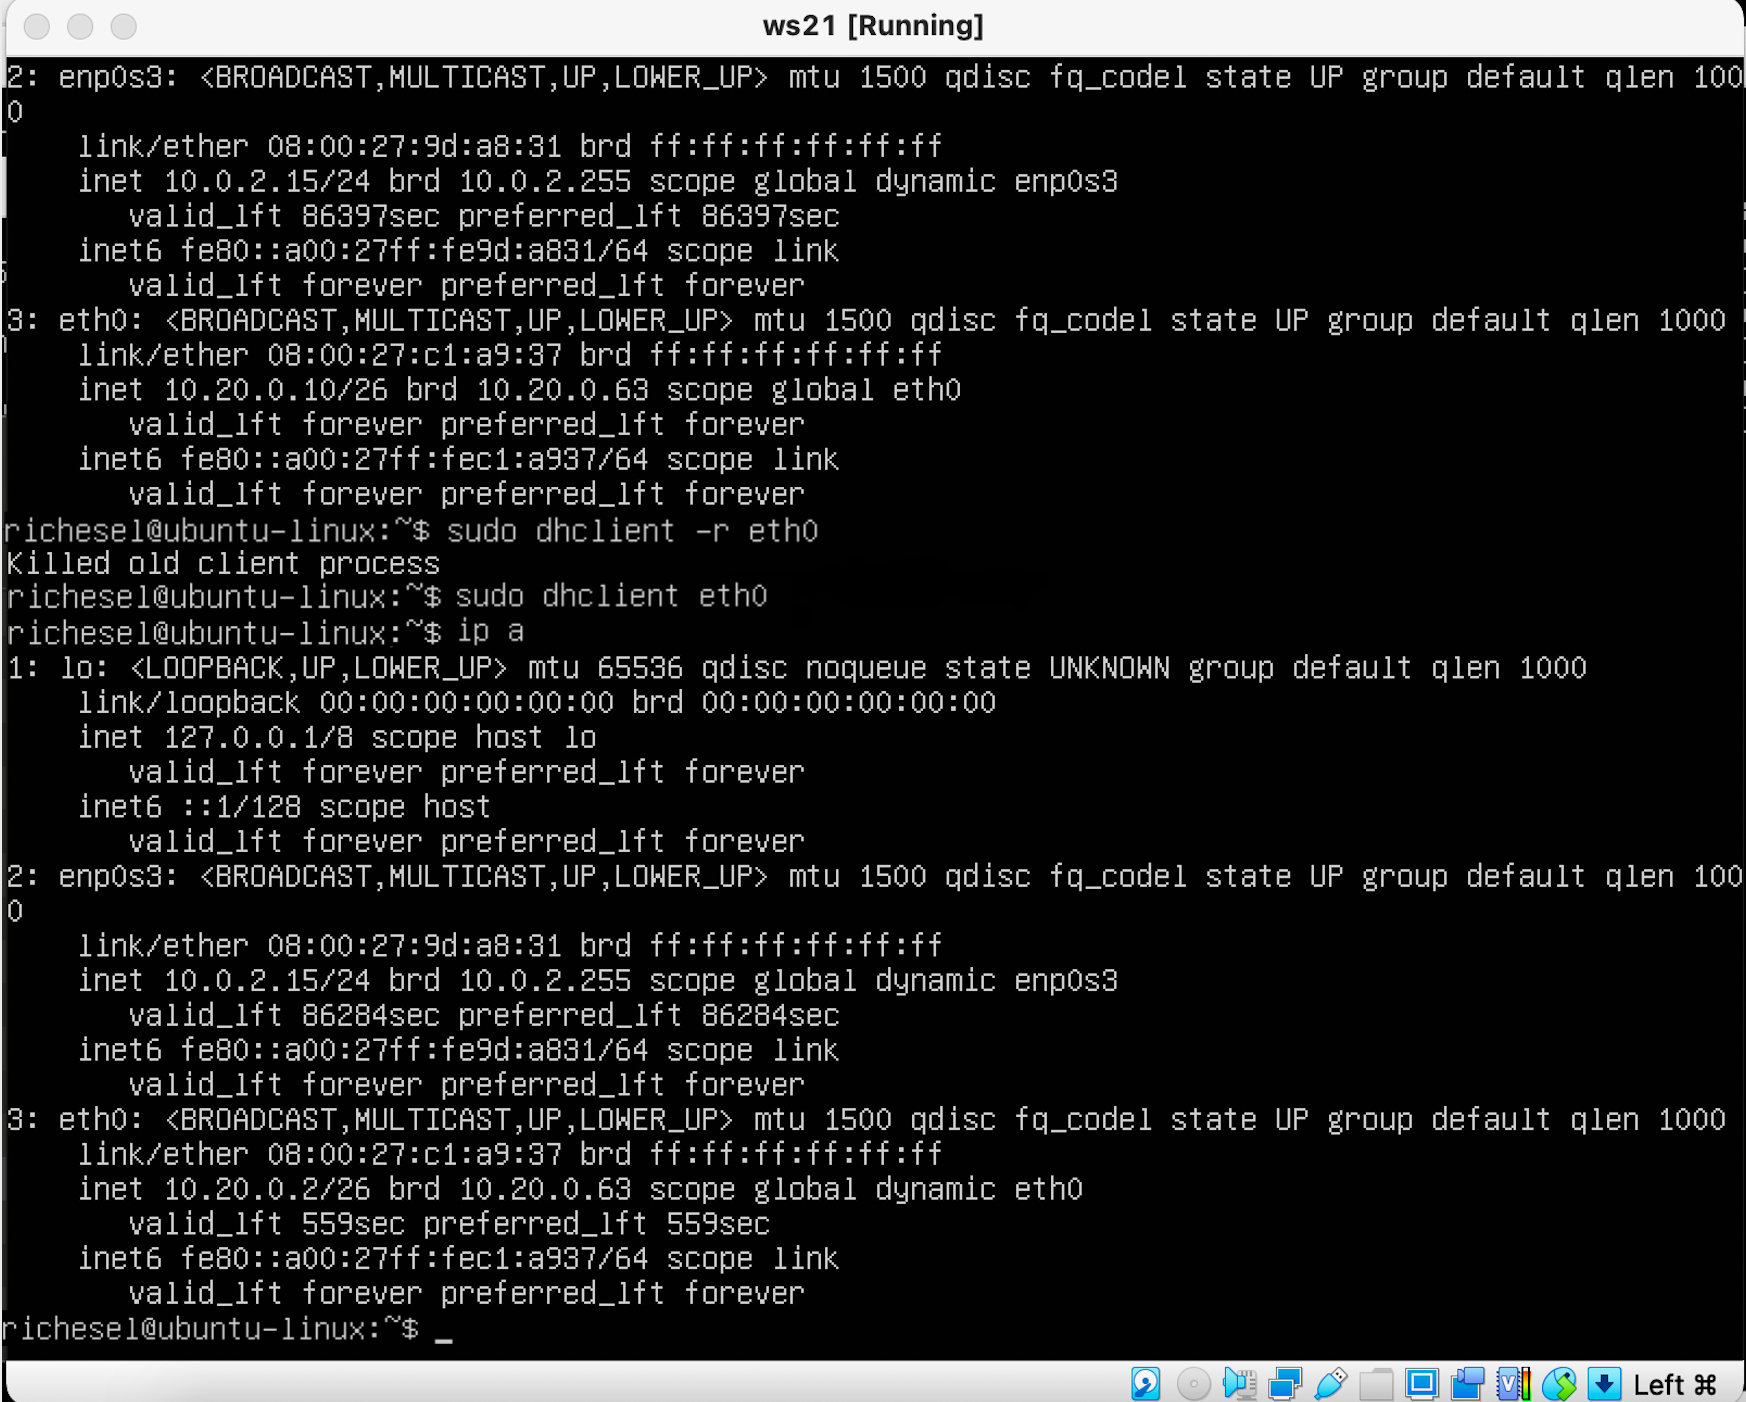 ws21 [Running]
2: enp0s3: <BROADCAST,MULTICAST,UP,LOWER_UP> mtu 1500 qdisc fq_codel state UP group default qlen 100
0
    link/ether 08:00:27:9d:a8:31 brd ff:ff:ff:ff:ff:ff
    inet 10.0.2.15/24 brd 10.0.2.255 scope global dynamic enp0s3
       valid_lft 86397sec preferred_lft 86397sec
    inet6 fe80::a00:27ff:fe9d:a831/64 scope link
       valid_lft forever preferred_lft forever
3: eth0: <BROADCAST,MULTICAST,UP,LOWER_UP> mtu 1500 qdisc fq_codel state UP group default qlen 1000
    link/ether 08:00:27:c1:a9:37 brd ff:ff:ff:ff:ff:ff
    inet 10.20.0.10/26 brd 10.20.0.63 scope global eth0
       valid_lft forever preferred_lft forever
    inet6 fe80::a00:27ff:fec1:a937/64 scope link
       valid_lft forever preferred_lft forever
richesel@ubuntu-linux:~$ sudo dhclient -r eth0
Killed old client process
richesel@ubuntu-linux:~$ sudo dhclient eth0
richesel@ubuntu-linux:~$ ip a
1: lo: <LOOPBACK,UP,LOWER_UP> mtu 65536 qdisc noqueue state UNKNOWN group default qlen 1000
    link/loopback 00:00:00:00:00:00 brd 00:00:00:00:00:00
    inet 127.0.0.1/8 scope host lo
       valid_lft forever preferred_lft forever
    inet6 ::1/128 scope host
       valid_lft forever preferred_lft forever
2: enp0s3: <BROADCAST,MULTICAST,UP,LOWER_UP> mtu 1500 qdisc fq_codel state UP group default qlen 100
0
    link/ether 08:00:27:9d:a8:31 brd ff:ff:ff:ff:ff:ff
    inet 10.0.2.15/24 brd 10.0.2.255 scope global dynamic enp0s3
       valid_lft 86284sec preferred_lft 86284sec
    inet6 fe80::a00:27ff:fe9d:a831/64 scope link
       valid_lft forever preferred_lft forever
3: eth0: <BROADCAST,MULTICAST,UP,LOWER_UP> mtu 1500 qdisc fq_codel state UP group default qlen 1000
    link/ether 08:00:27:c1:a9:37 brd ff:ff:ff:ff:ff:ff
    inet 10.20.0.2/26 brd 10.20.0.63 scope global dynamic eth0
       valid_lft 559sec preferred_lft 559sec
    inet6 fe80::a00:27ff:fec1:a937/64 scope link
       valid_lft forever preferred_lft forever
richesel@ubuntu-linux:~$ _
Left ⌘